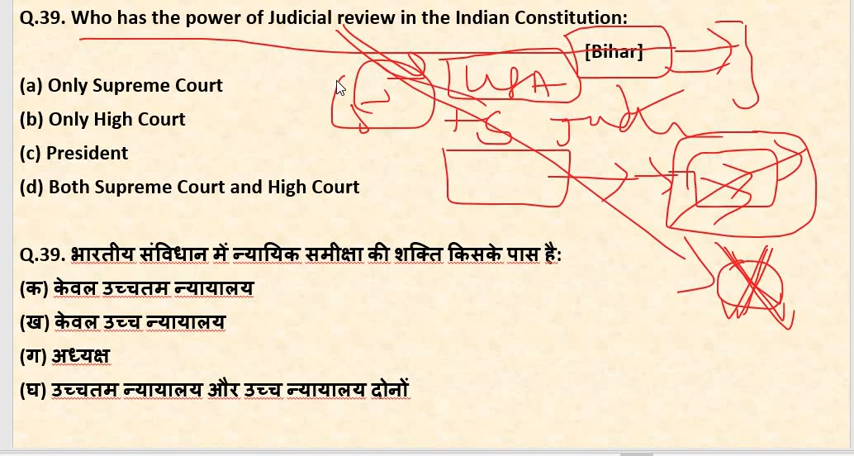 Q.39. Who has the power of Judicial review in the Indian Constitution:
[Bihar]
(a) Only Supreme Court
(b) Only High Court
(c) President
(d) Both Supreme Court and High Court
Q.39. भारतीय संविधान में न्यायिक समीक्षा की शक्ति किसके पास है:
(क) केवल उच्चतम न्यायालय
(ख) केवल उच्च न्यायालय
(ग) अध्यक्ष
(घ) उच्चतम न्यायालय और उच्च न्यायालय दोनों